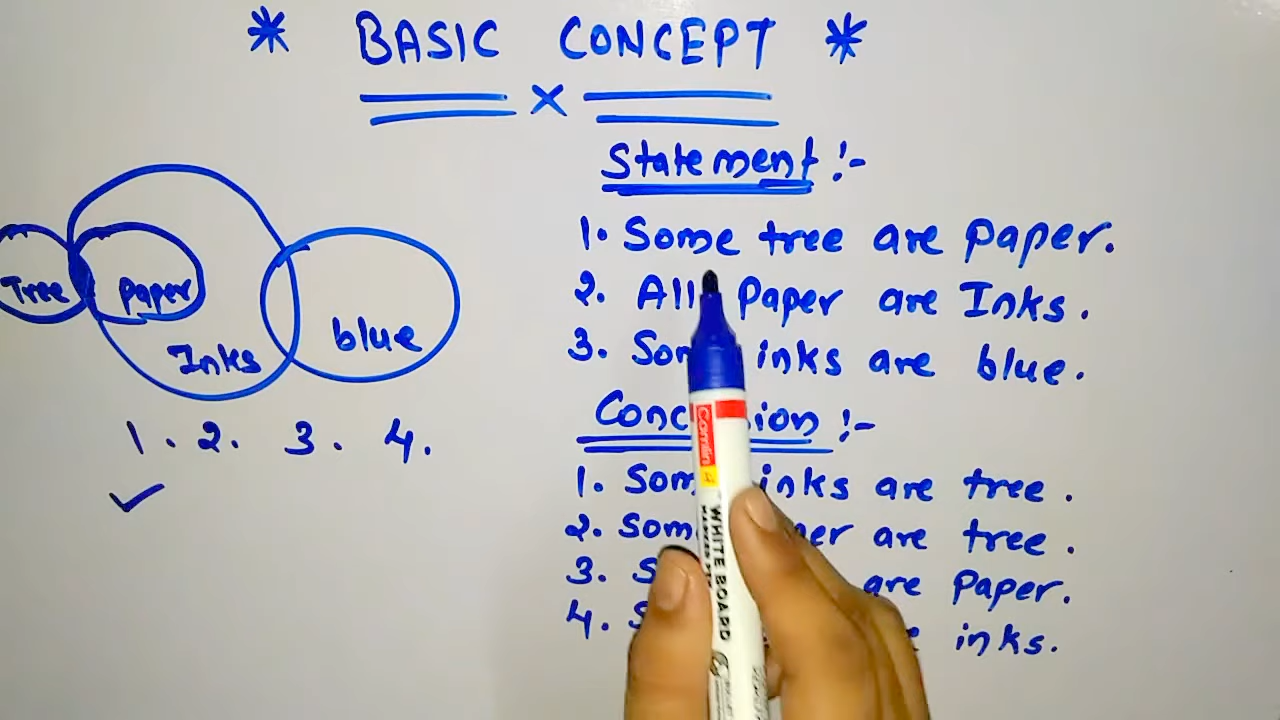 * BASIC CONCEPT *
x
Statement :-
1. Some tree are paper.
2. All paper are Inks.
3. Som inks are blue.
Conclusion :-
1. Som inks are tree.
2. Som er are tree.
3. S are Paper.
4. S inks.
Tree
paper
Inks
blue
1. 2. 3. 4.
✓
Camlin
WHITE BOARD